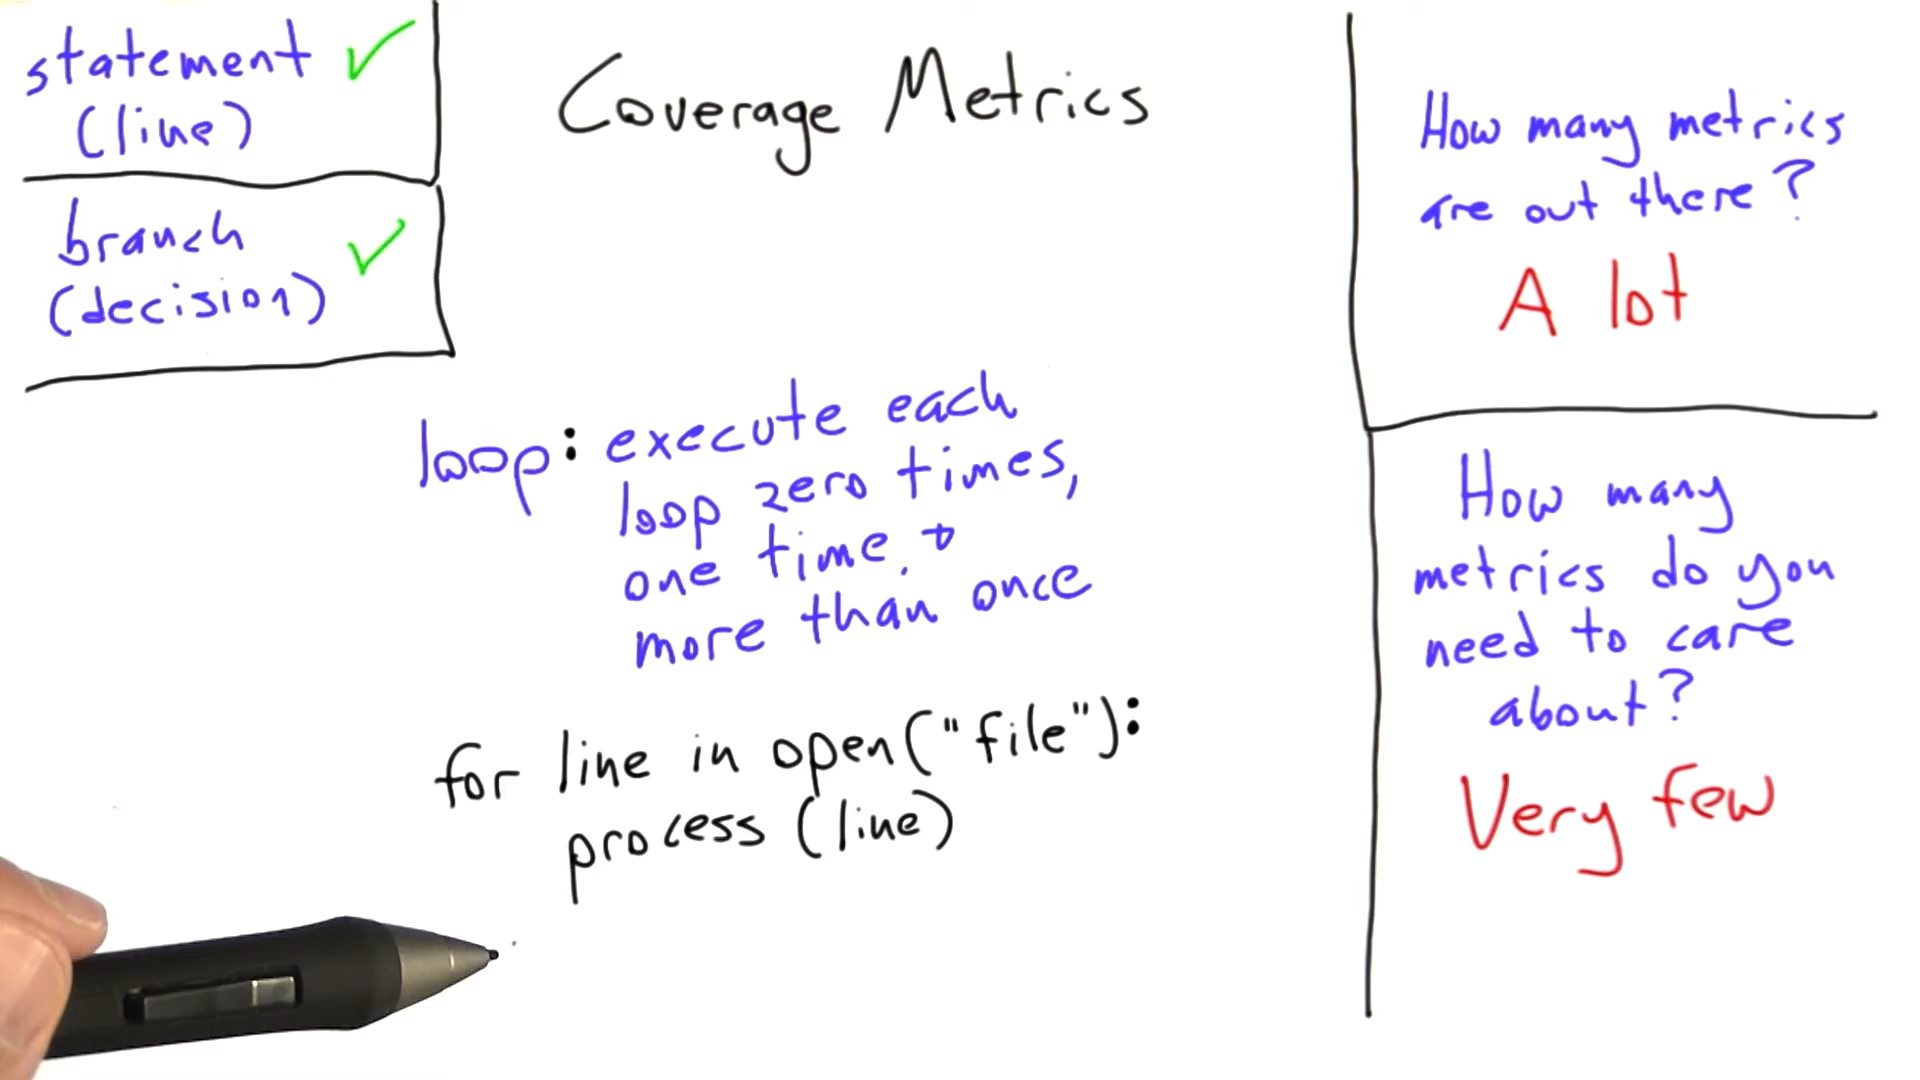 statement ✓
(line)
branch ✓
(decision)
Coverage Metrics
loop: execute each
loop zero times,
one time, +
more than once
for line in open("file"):
process (line)
How many metrics
are out there?
A lot
How many
metrics do you
need to care
about?
Very few